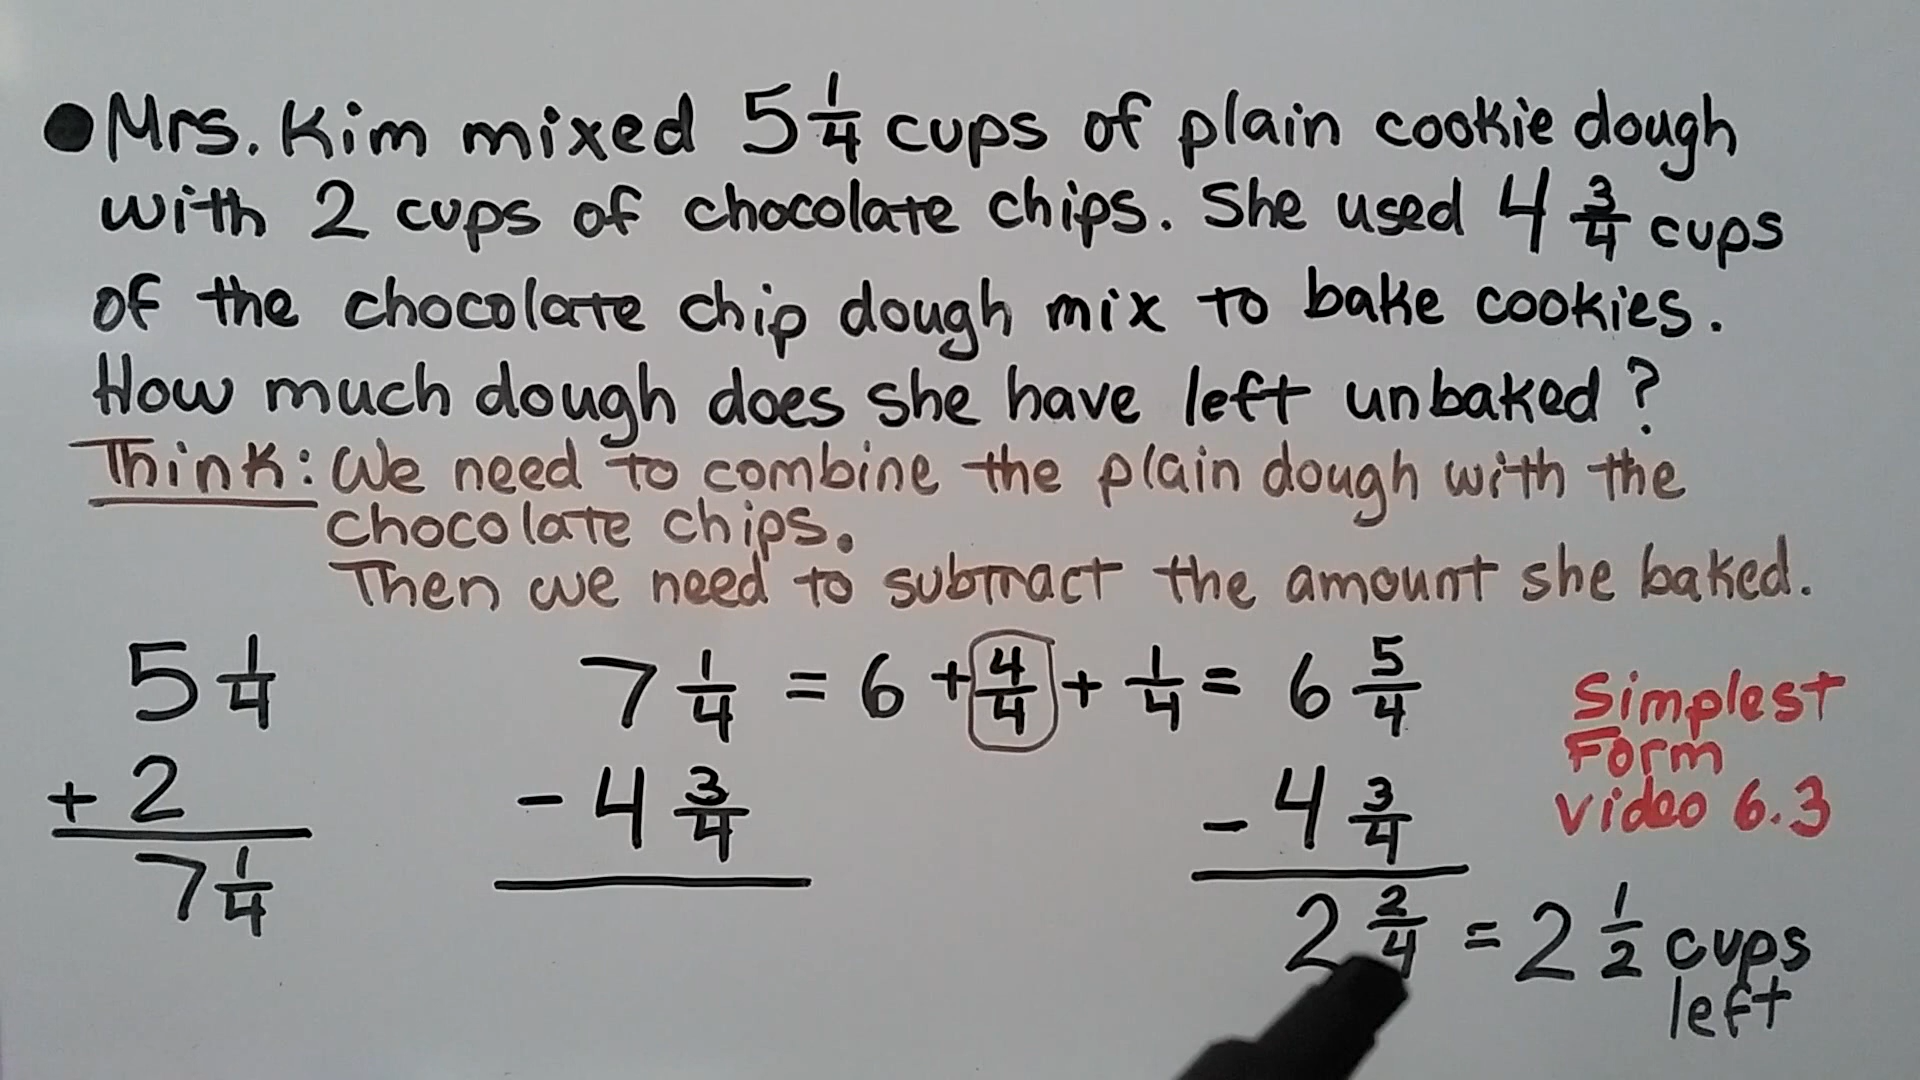 • Mrs. Kim mixed 5 1/4 cups of plain cookie dough
with 2 cups of chocolate chips. She used 4 3/4 cups
of the chocolate chip dough mix to bake cookies.
How much dough does she have left unbaked?
Think: We need to combine the plain dough with the
chocolate chips.
Then we need to subtract the amount she baked.
5 1/4
+ 2
7 1/4
7 1/4 = 6 + 4/4 + 1/4 = 6 5/4
- 4 3/4
- 4 3/4
2 2/4 = 2 1/2 cups
left
Simplest
Form
Video 6.3